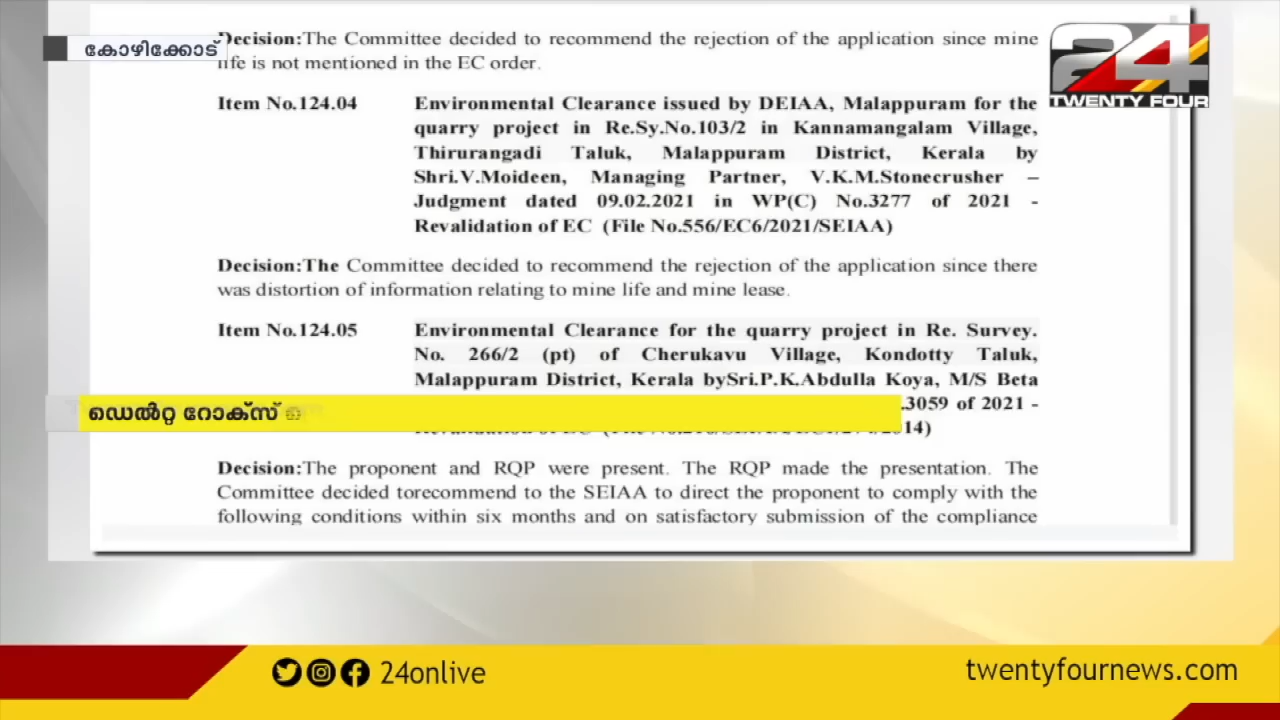 കോഴിക്കോട്
Decision:The Committee decided to recommend the rejection of the application since mine
life is not mentioned in the EC order.
24
TWENTY FOUR
Item No.124.04 Environmental Clearance issued by DEIAA, Malappuram for the
quarry project in Re.Sy.No.103/2 in Kannamangalam Village,
Thirurangadi Taluk, Malappuram District, Kerala by
Shri.V.Moideen, Managing Partner, V.K.M.Stonecrusher –
Judgment dated 09.02.2021 in WP(C) No.3277 of 2021 -
Revalidation of EC (File No.556/EC6/2021/SEIAA)
Decision:The Committee decided to recommend the rejection of the application since there
was distortion of information relating to mine life and mine lease.
Item No.124.05 Environmental Clearance for the quarry project in Re. Survey.
No. 266/2 (pt) of Cherukavu Village, Kondotty Taluk,
Malappuram District, Kerala bySri.P.K.Abdulla Koya, M/S Beta
.3059 of 2021 -
ഡെൽറ്റ റോക്സ്
14)
Decision:The proponent and RQP were present. The RQP made the presentation. The
Committee decided torecommend to the SEIAA to direct the proponent to comply with the
following conditions within six months and on satisfactory submission of the compliance
24onlive
twentyfournews.com